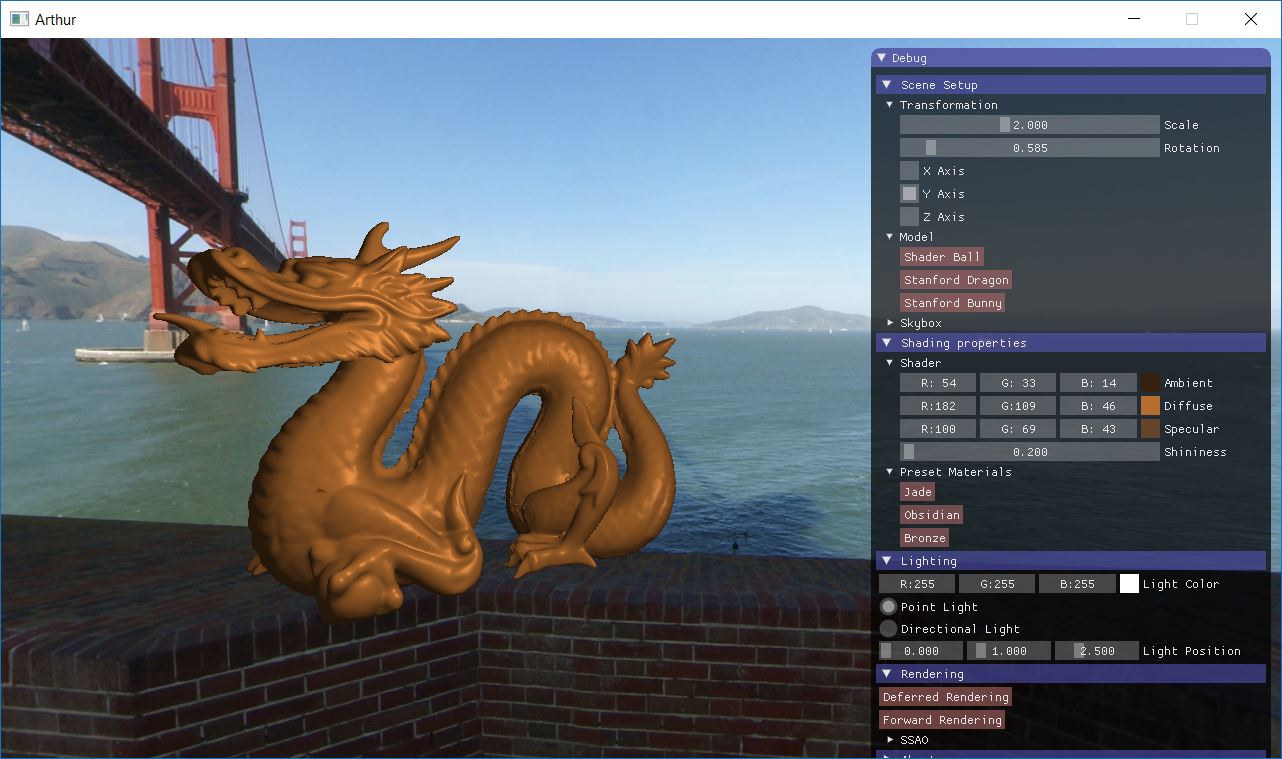 Arthur
Debug
Scene Setup
Transformation
2.000 Scale
0.585 Rotation
X Axis
Y Axis
Z Axis
Model
Shader Ball
Stanford Dragon
Stanford Bunny
Skybox
Shading properties
Shader
R: 54 G: 33 B: 14 Ambient
R:182 G:109 B: 46 Diffuse
R:100 G: 69 B: 43 Specular
0.200 Shininess
Preset Materials
Jade
Obsidian
Bronze
Lighting
R:255 G:255 B:255 Light Color
Point Light
Directional Light
0.000 1.000 2.500 Light Position
Rendering
Deferred Rendering
Forward Rendering
SSAO